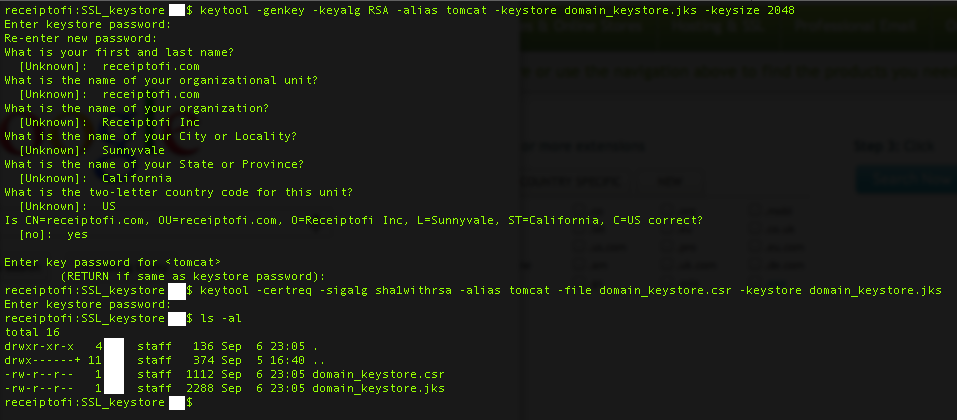 receiptofi:SSL_keystore $ keytool -genkey -keyalg RSA -alias tomcat -keystore domain_keystore.jks -keysize 2048
Enter keystore password:
Re-enter new password:
What is your first and last name?
[Unknown]: receiptofi.com
What is the name of your organizational unit?
[Unknown]: receiptofi.com
What is the name of your organization?
[Unknown]: Receiptofi Inc
What is the name of your City or Locality?
[Unknown]: Sunnyvale
What is the name of your State or Province?
[Unknown]: California
What is the two-letter country code for this unit?
[Unknown]: US
Is CN=receiptofi.com, OU=receiptofi.com, O=Receiptofi Inc, L=Sunnyvale, ST=California, C=US correct?
[no]: yes
Enter key password for <tomcat>
(RETURN if same as keystore password):
receiptofi:SSL_keystore $ keytool -certreq -sigalg sha1withrsa -alias tomcat -file domain_keystore.csr -keystore domain_keystore.jks
Enter keystore password:
receiptofi:SSL_keystore $ ls -al
total 16
drwxr-xr-x 4 staff 136 Sep 6 23:05 .
drwx------+ 11 staff 374 Sep 5 16:40 ..
-rw-r--r-- 1 staff 1112 Sep 6 23:05 domain_keystore.csr
-rw-r--r-- 1 staff 2288 Sep 6 23:05 domain_keystore.jks
receiptofi:SSL_keystore $